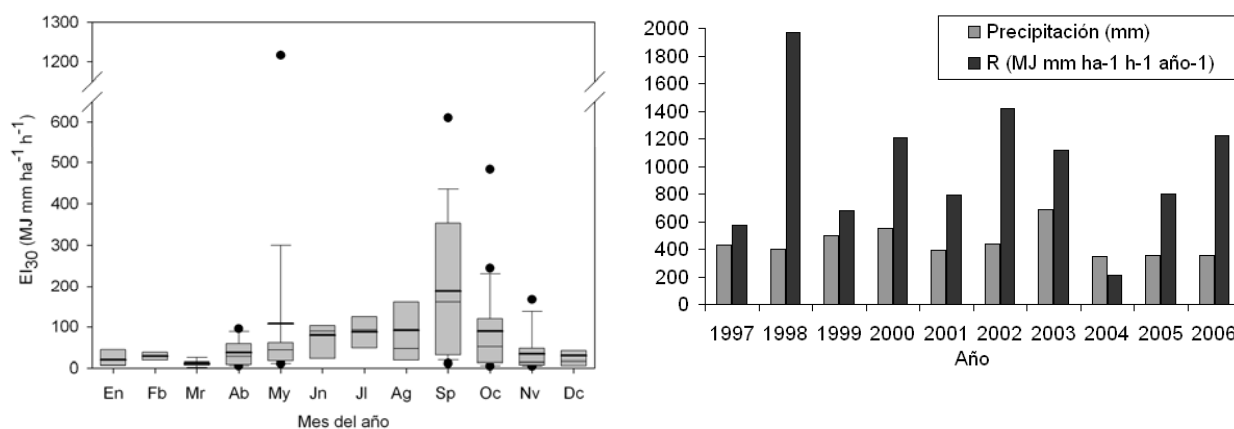 1300
1200
600
500
400
300
200
100
0
EI30 (MJ mm ha-1 h-1)
En Fb Mr Ab My Jn Jl Ag Sp Oc Nv Dc
Mes del año
2000
1800
1600
1400
1200
1000
800
600
400
200
0
Precipitación (mm)
R (MJ mm ha-1 h-1 año-1)
1997 1998 1999 2000 2001 2002 2003 2004 2005 2006
Año